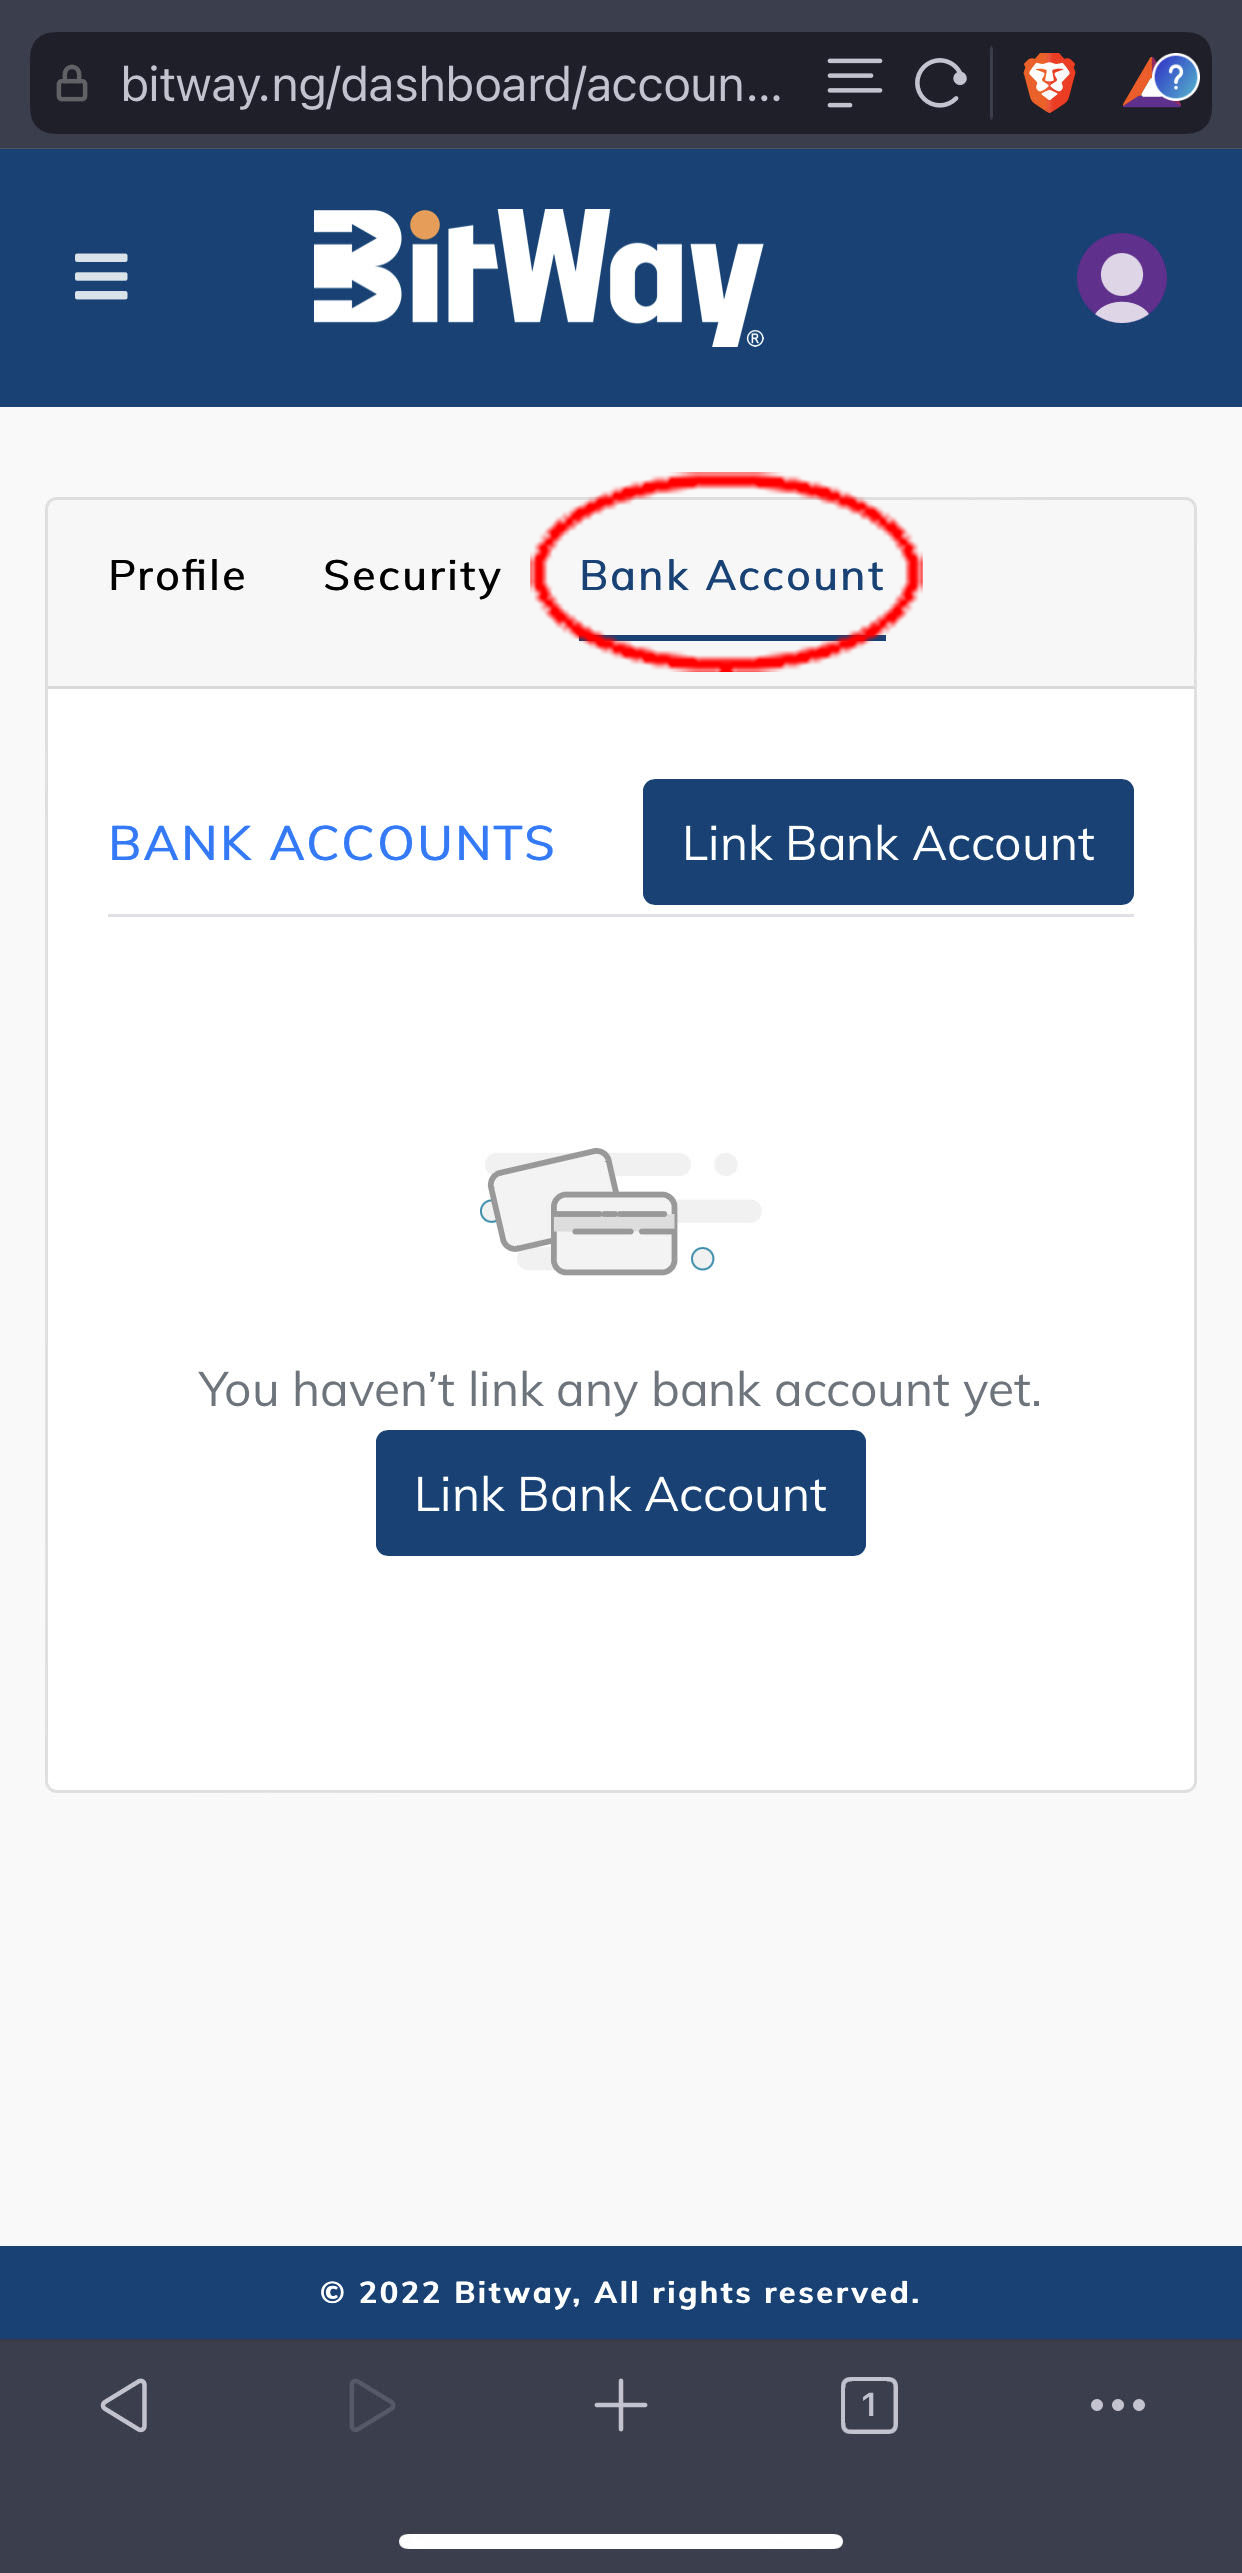 bitway.ng/dashboard/accoun...
BitWay®
Profile Security Bank Account
BANK ACCOUNTS Link Bank Account
You haven’t link any bank account yet.
Link Bank Account
© 2022 Bitway, All rights reserved.
1